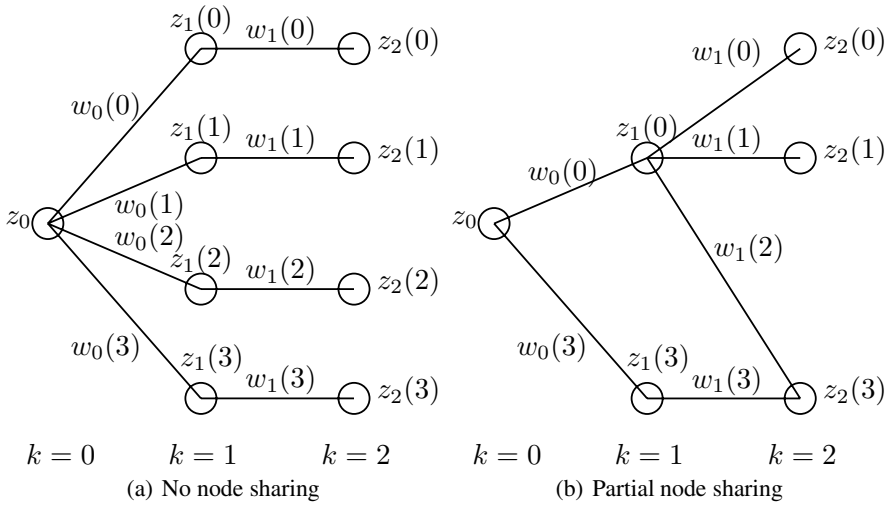 z_1(0)
w_1(0)
z_2(0)
w_0(0)
z_1(1)
w_1(1)
z_2(1)
z_0
w_0(1)
w_0(2)
z_1(2)
w_1(2)
z_2(2)
w_0(3)
z_1(3)
w_1(3)
z_2(3)
k = 0
k = 1
k = 2
(a) No node sharing
w_1(0)
z_2(0)
z_1(0)
w_1(1)
z_2(1)
w_0(0)
z_0
w_1(2)
w_0(3)
z_1(3)
w_1(3)
z_2(3)
k = 0
k = 1
k = 2
(b) Partial node sharing